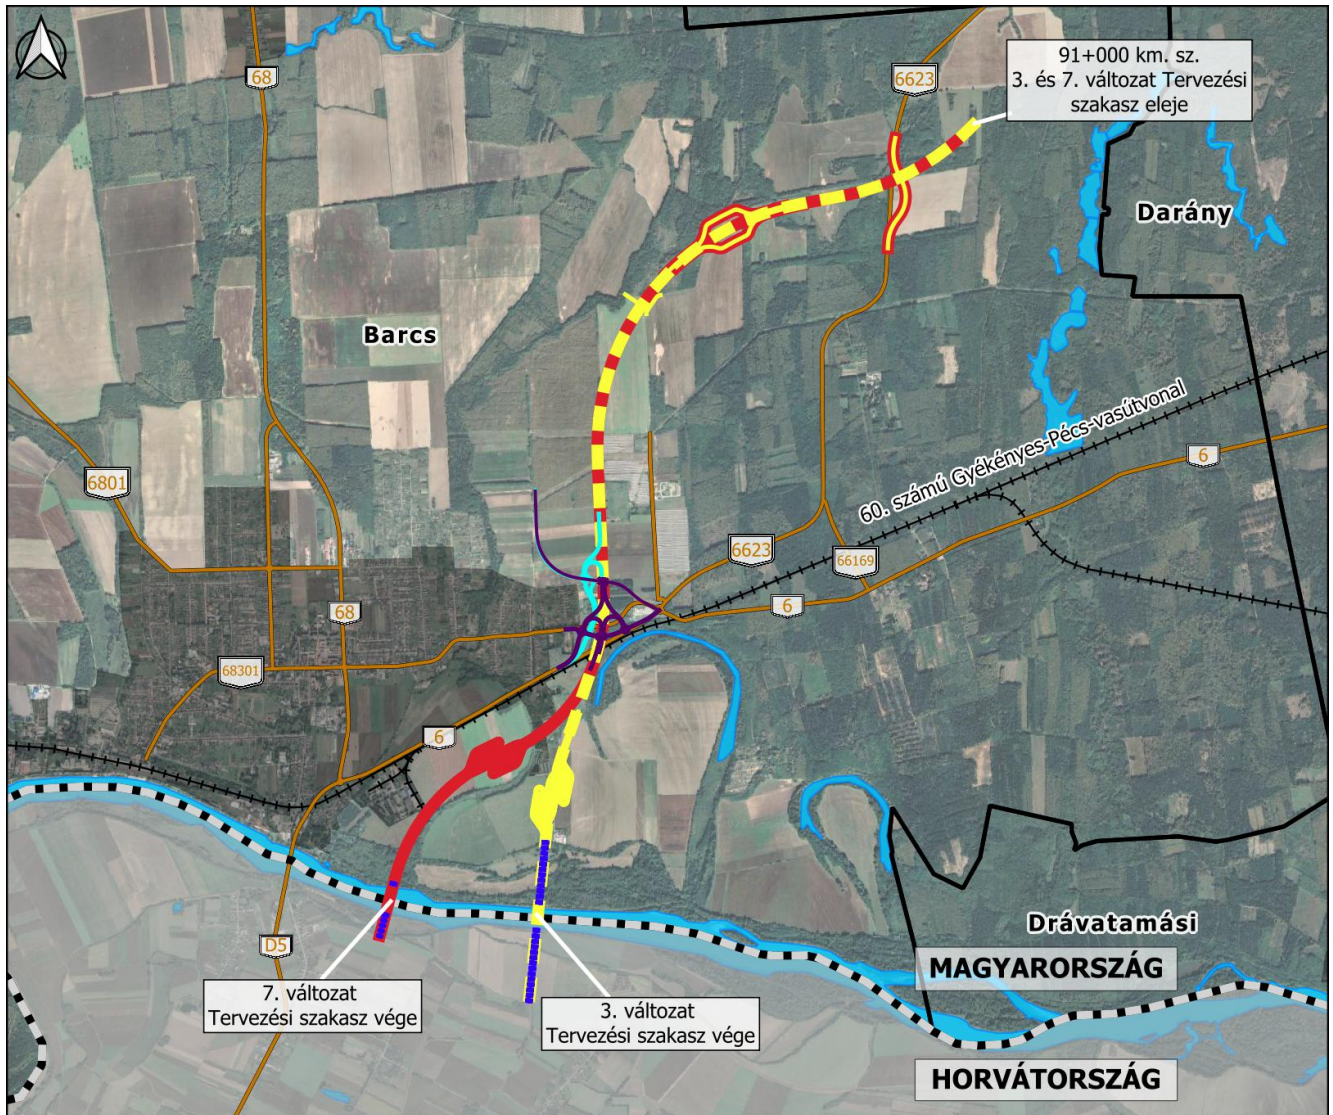 68
6623
91+000 km. sz.
3. és 7. változat Tervezési
szakasz eleje
Darány
Barcs
60. számú Gyékényes-Pécs-vasútvonal
6
6801
6623
66169
6
68
68301
6
Drávatamási
D5
MAGYARORSZÁG
7. változat
Tervezési szakasz vége
3. változat
Tervezési szakasz vége
HORVÁTORSZÁG